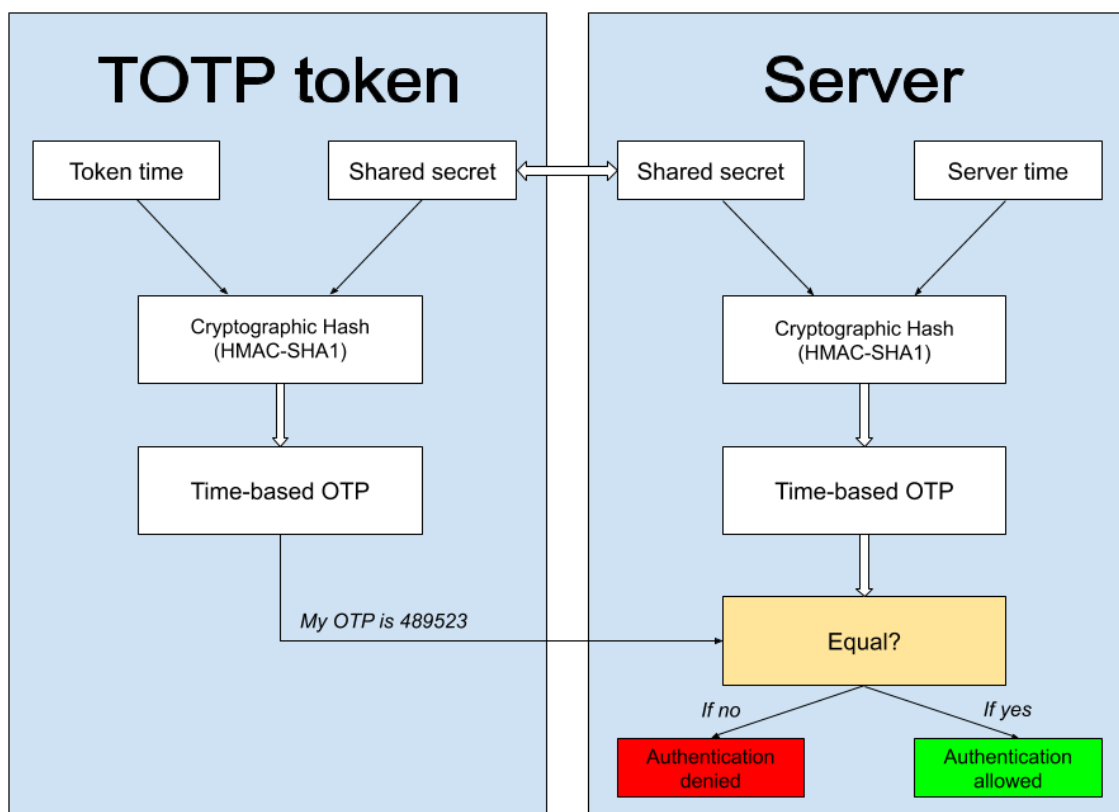 TOTP token
Token time
Shared secret
Cryptographic Hash
(HMAC-SHA1)
Time-based OTP
My OTP is 489523
Server
Shared secret
Server time
Cryptographic Hash
(HMAC-SHA1)
Time-based OTP
Equal?
If no
If yes
Authentication
denied
Authentication
allowed